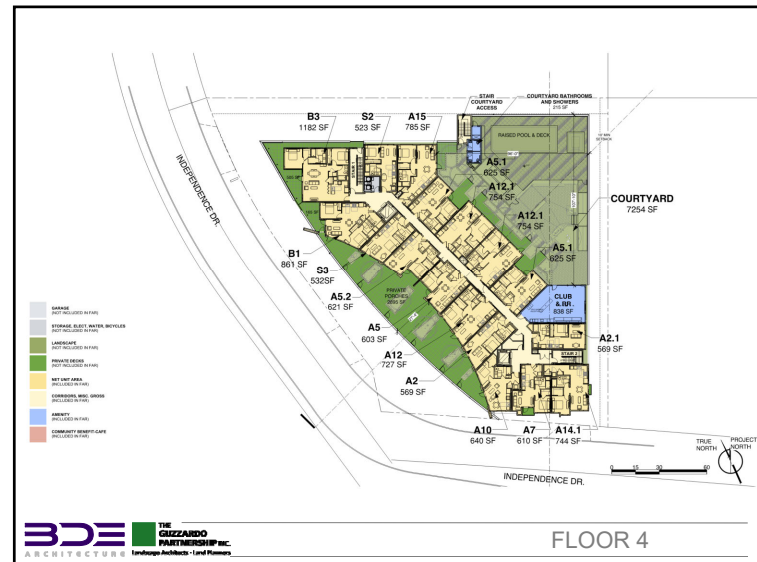 STAIR
COURTYARD
ACCESS
COURTYARD BATHROOMS
AND SHOWERS
215 SF
B3
1182 SF
S2
523 SF
A15
785 SF
RAISED POOL & DECK
A5.1
625 SF
A12.1
754 SF
A12.1
754 SF
COURTYARD
7254 SF
A5.1
625 SF
INDEPENDENCE DR.
STAIR 1
B1
861 SF
S3
532SF
A5.2
621 SF
PRIVATE
PORCHES
A5
603 SF
A12
727 SF
A2
569 SF
CLUB
& RR
838 SF
A2.1
569 SF
STAIR 2
A10
640 SF
A7
610 SF
A14.1
744 SF
GARAGE
(NOT INCLUDED IN FAR)
STORAGE, ELECT, WATER, BICYCLES
(NOT INCLUDED IN FAR)
LANDSCAPE
(NOT INCLUDED IN FAR)
PRIVATE DECKS
(NOT INCLUDED IN FAR)
NET UNIT AREA
(INCLUDED IN FAR)
CORRIDORS, MISC. GROSS
(INCLUDED IN FAR)
AMENITY
(INCLUDED IN FAR)
COMMUNITY BENEFIT-CAFE
(INCLUDED IN FAR)
TRUE
NORTH
PROJECT
NORTH
0 15 30 60
INDEPENDENCE DR.
BDE
ARCHITECTURE
THE
GUZZARDO
PARTNERSHIP INC.
Landscape Architects - Land Planners
FLOOR 4